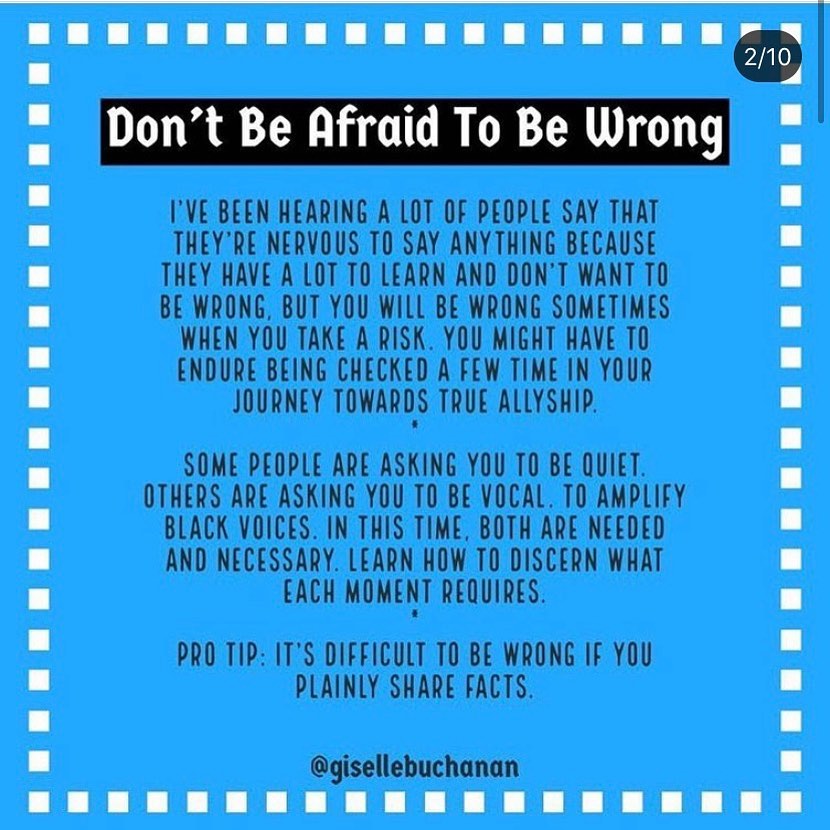 2/10
Don't Be Afraid To Be Wrong
I'VE BEEN HEARING A LOT OF PEOPLE SAY THAT
THEY'RE NERVOUS TO SAY ANYTHING BECAUSE
THEY HAVE A LOT TO LEARN AND DON'T WANT TO
BE WRONG, BUT YOU WILL BE WRONG SOMETIMES
WHEN YOU TAKE A RISK. YOU MIGHT HAVE TO
ENDURE BEING CHECKED A FEW TIME IN YOUR
JOURNEY TOWARDS TRUE ALLYSHIP.
*
SOME PEOPLE ARE ASKING YOU TO BE QUIET.
OTHERS ARE ASKING YOU TO BE VOCAL. TO AMPLIFY
BLACK VOICES. IN THIS TIME, BOTH ARE NEEDED
AND NECESSARY. LEARN HOW TO DISCERN WHAT
EACH MOMENT REQUIRES.
*
PRO TIP: IT'S DIFFICULT TO BE WRONG IF YOU
PLAINLY SHARE FACTS.
@gisellebuchanan